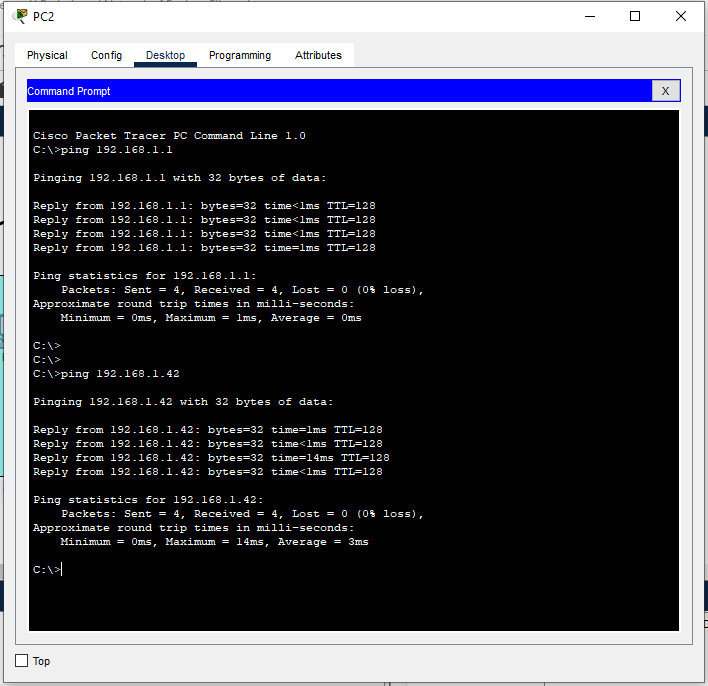 PC2
Physical Config Desktop Programming Attributes
Command Prompt X
Cisco Packet Tracer PC Command Line 1.0
C:\>ping 192.168.1.1
Pinging 192.168.1.1 with 32 bytes of data:
Reply from 192.168.1.1: bytes=32 time<1ms TTL=128
Reply from 192.168.1.1: bytes=32 time<1ms TTL=128
Reply from 192.168.1.1: bytes=32 time<1ms TTL=128
Reply from 192.168.1.1: bytes=32 time=1ms TTL=128
Ping statistics for 192.168.1.1:
Packets: Sent = 4, Received = 4, Lost = 0 (0% loss),
Approximate round trip times in milli-seconds:
Minimum = 0ms, Maximum = 1ms, Average = 0ms
C:\>
C:\>
C:\>ping 192.168.1.42
Pinging 192.168.1.42 with 32 bytes of data:
Reply from 192.168.1.42: bytes=32 time=1ms TTL=128
Reply from 192.168.1.42: bytes=32 time<1ms TTL=128
Reply from 192.168.1.42: bytes=32 time=14ms TTL=128
Reply from 192.168.1.42: bytes=32 time<1ms TTL=128
Ping statistics for 192.168.1.42:
Packets: Sent = 4, Received = 4, Lost = 0 (0% loss),
Approximate round trip times in milli-seconds:
Minimum = 0ms, Maximum = 14ms, Average = 3ms
C:\>
Top